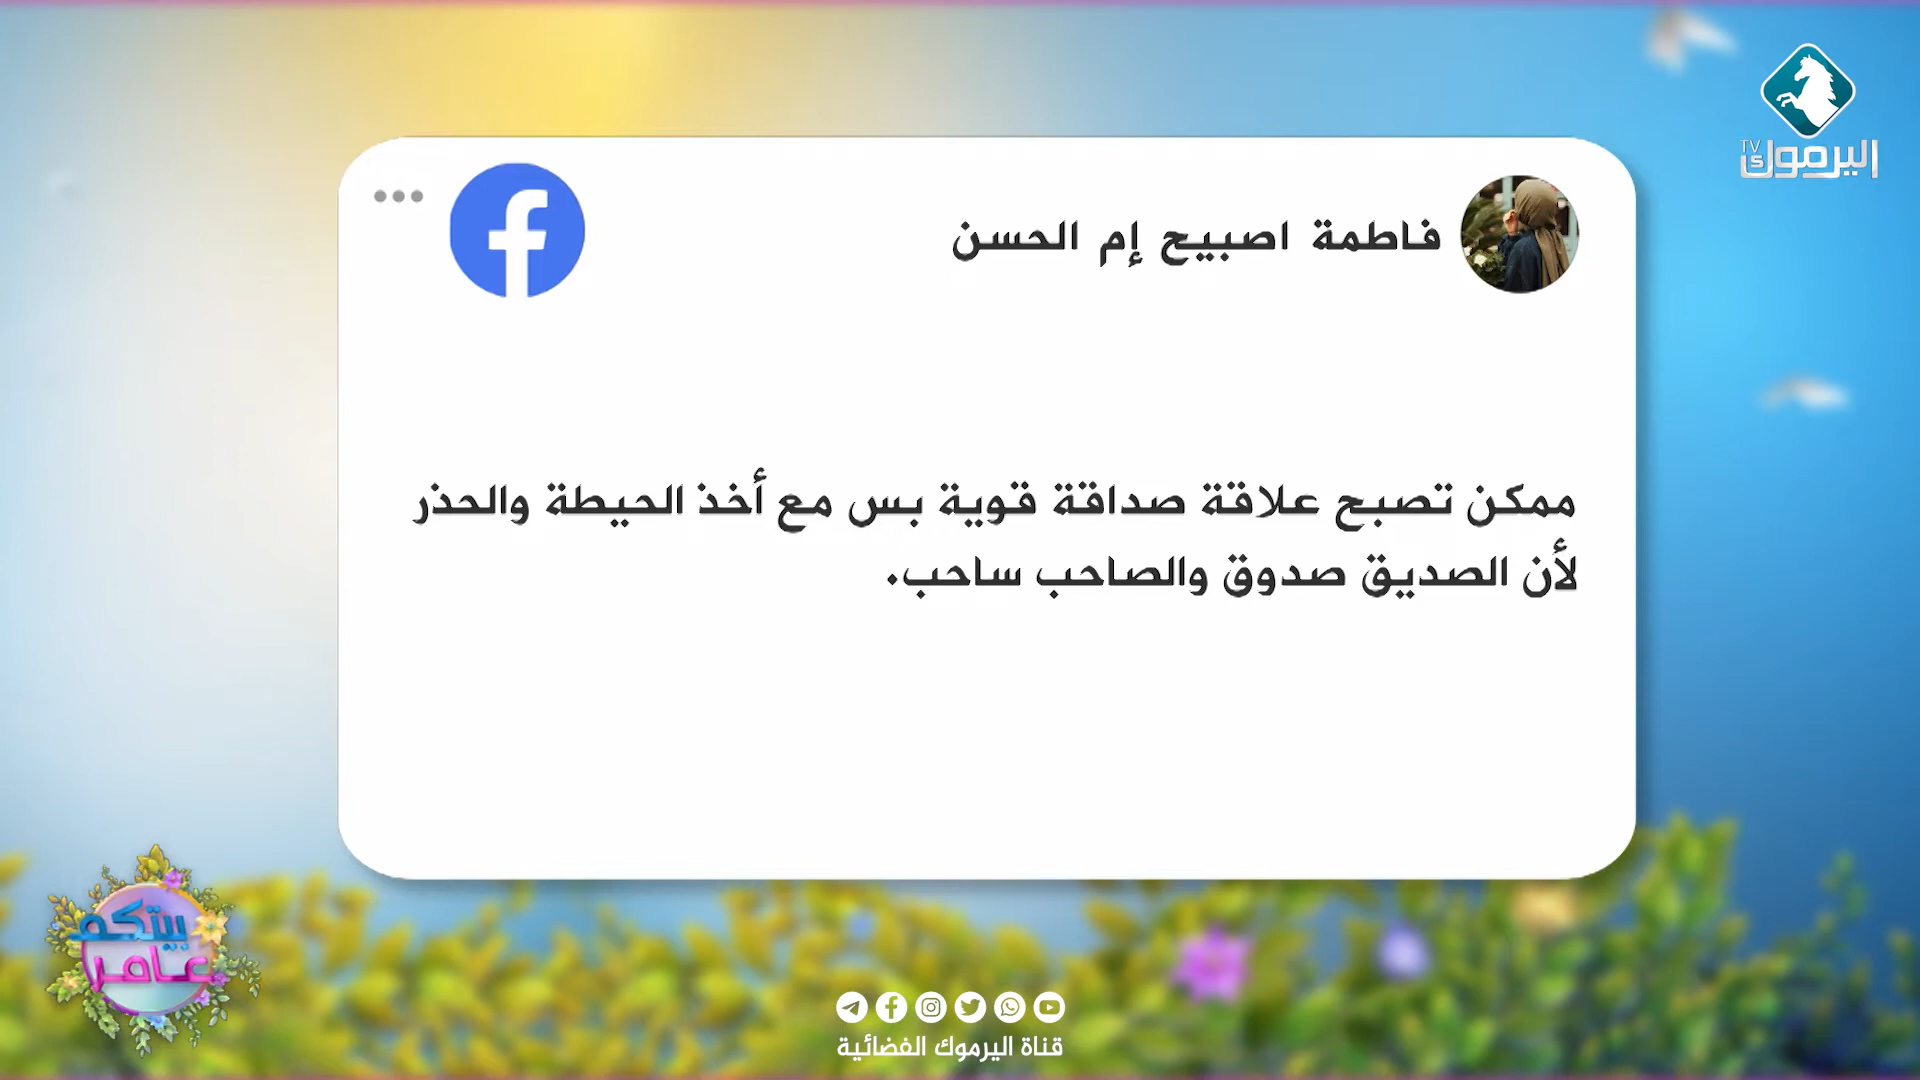 اليرموك
TV
فاطمة اصبيح إم الحسن
ممكن تصبح علاقة صداقة قوية بس مع أخذ الحيطة والحذر
لأن الصديق صدوق والصاحب ساحب.
بيتكم
عامر
قناة اليرموك الفضائية